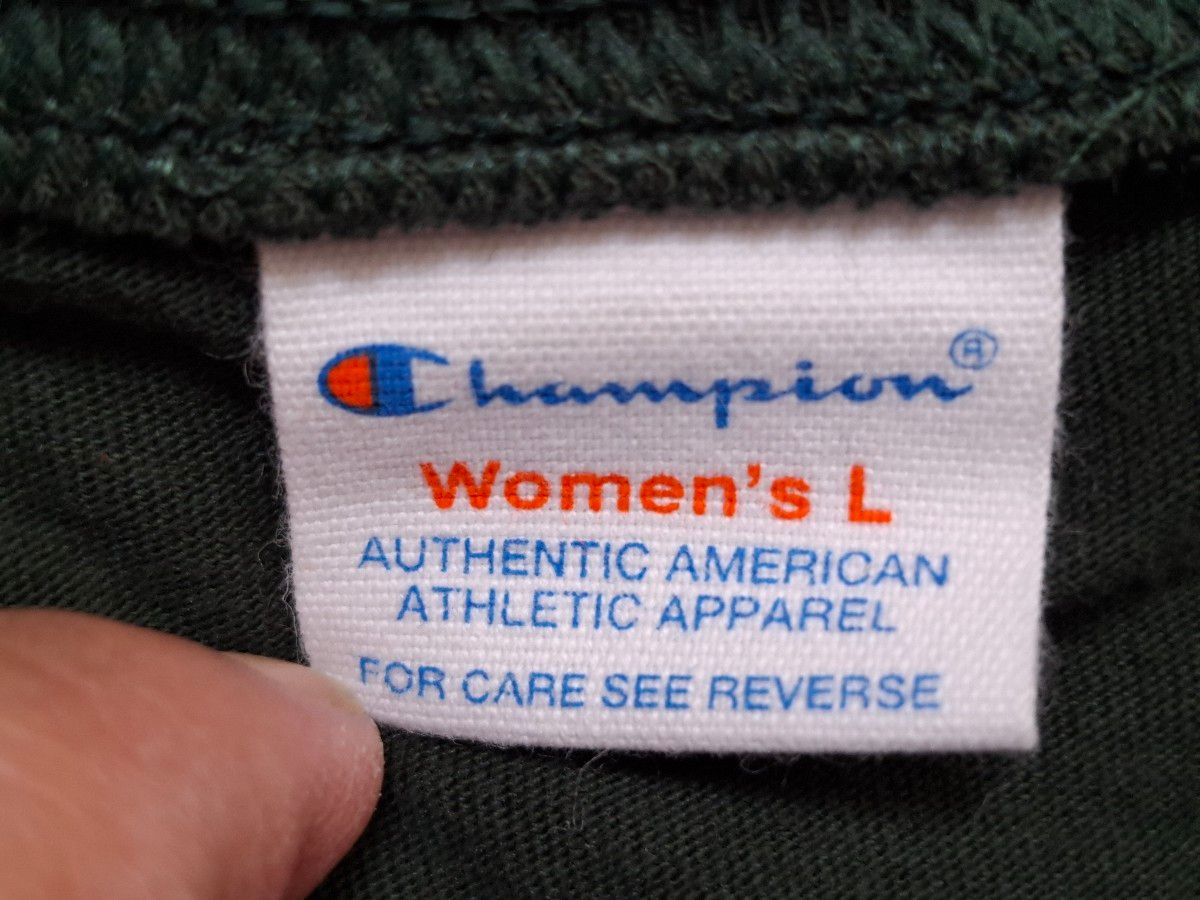 Champion®
Women's L
AUTHENTIC AMERICAN
ATHLETIC APPAREL
FOR CARE SEE REVERSE